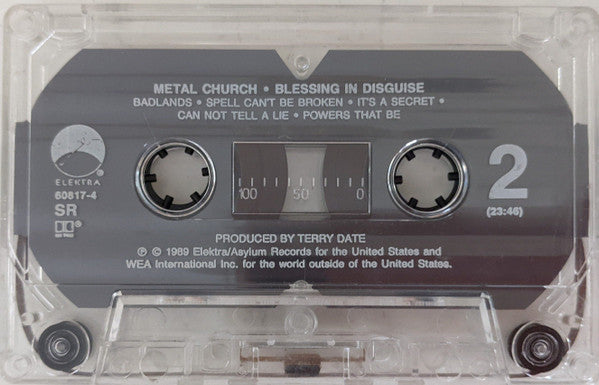 METAL CHURCH • BLESSING IN DISGUISE
BADLANDS • SPELL CAN'T BE BROKEN • IT'S A SECRET •
CAN NOT TELL A LIE • POWERS THAT BE
ELEKTRA
60817-4
SR
2
(23:46)
100 50 0
PRODUCED BY TERRY DATE
℗ © 1989 Elektra/Asylum Records for the United States and
WEA International Inc. for the world outside of the United States.